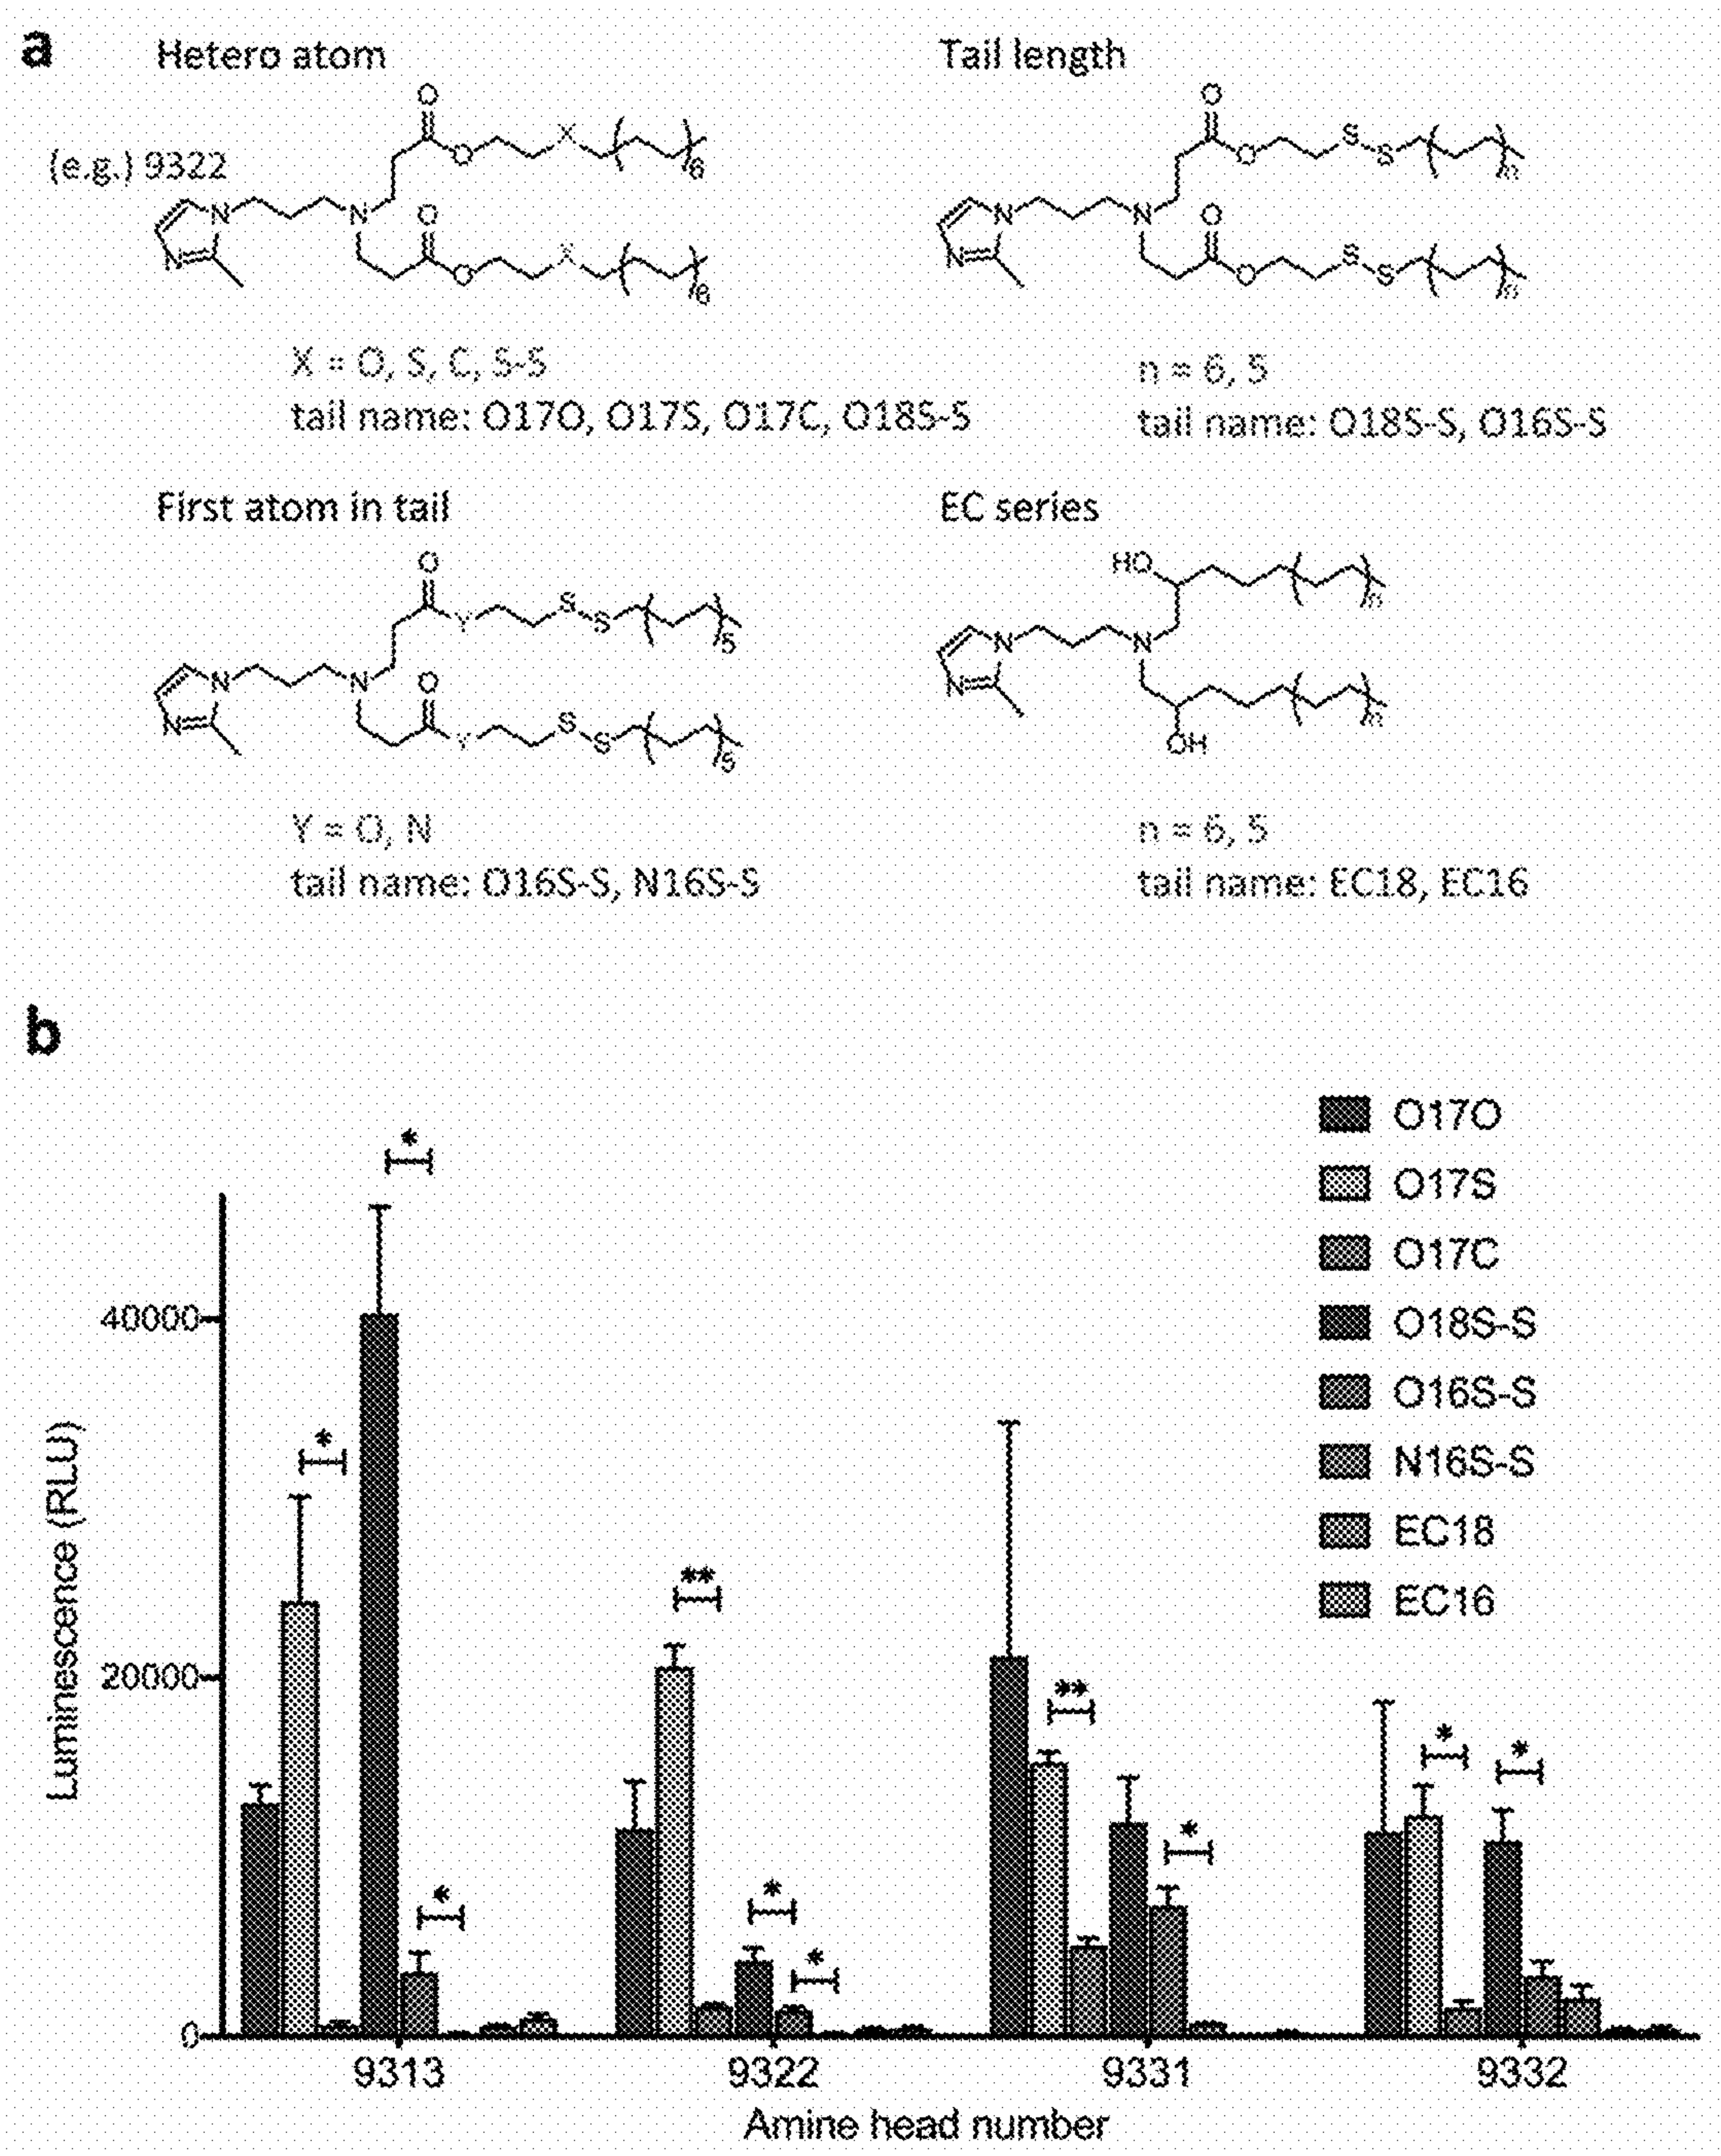 a
Hetero atom
Tail length
(e.g.) 9322
O
O
X
6
N
N
O
N
O
X
6
O
O
S
S
n
N
N
O
N
O
S
S
n
X = O, S, C, S-S
tail name: O17O, O17S, O17C, O18S-S
n = 6, 5
tail name: O18S-S, O16S-S
First atom in tail
EC series
O
Y
S
S
5
N
N
O
N
Y
S
S
5
HO
n
N
N
N
n
OH
Y = O, N
tail name: O16S-S, N16S-S
n = 6, 5
tail name: EC18, EC16
b
O17O
O17S
O17C
O18S-S
O16S-S
N16S-S
EC18
EC16
Luminescence (RLU)
40000
20000
0
*
*
*
**
*
*
**
*
*
*
9313
9322
9331
9332
Amine head number